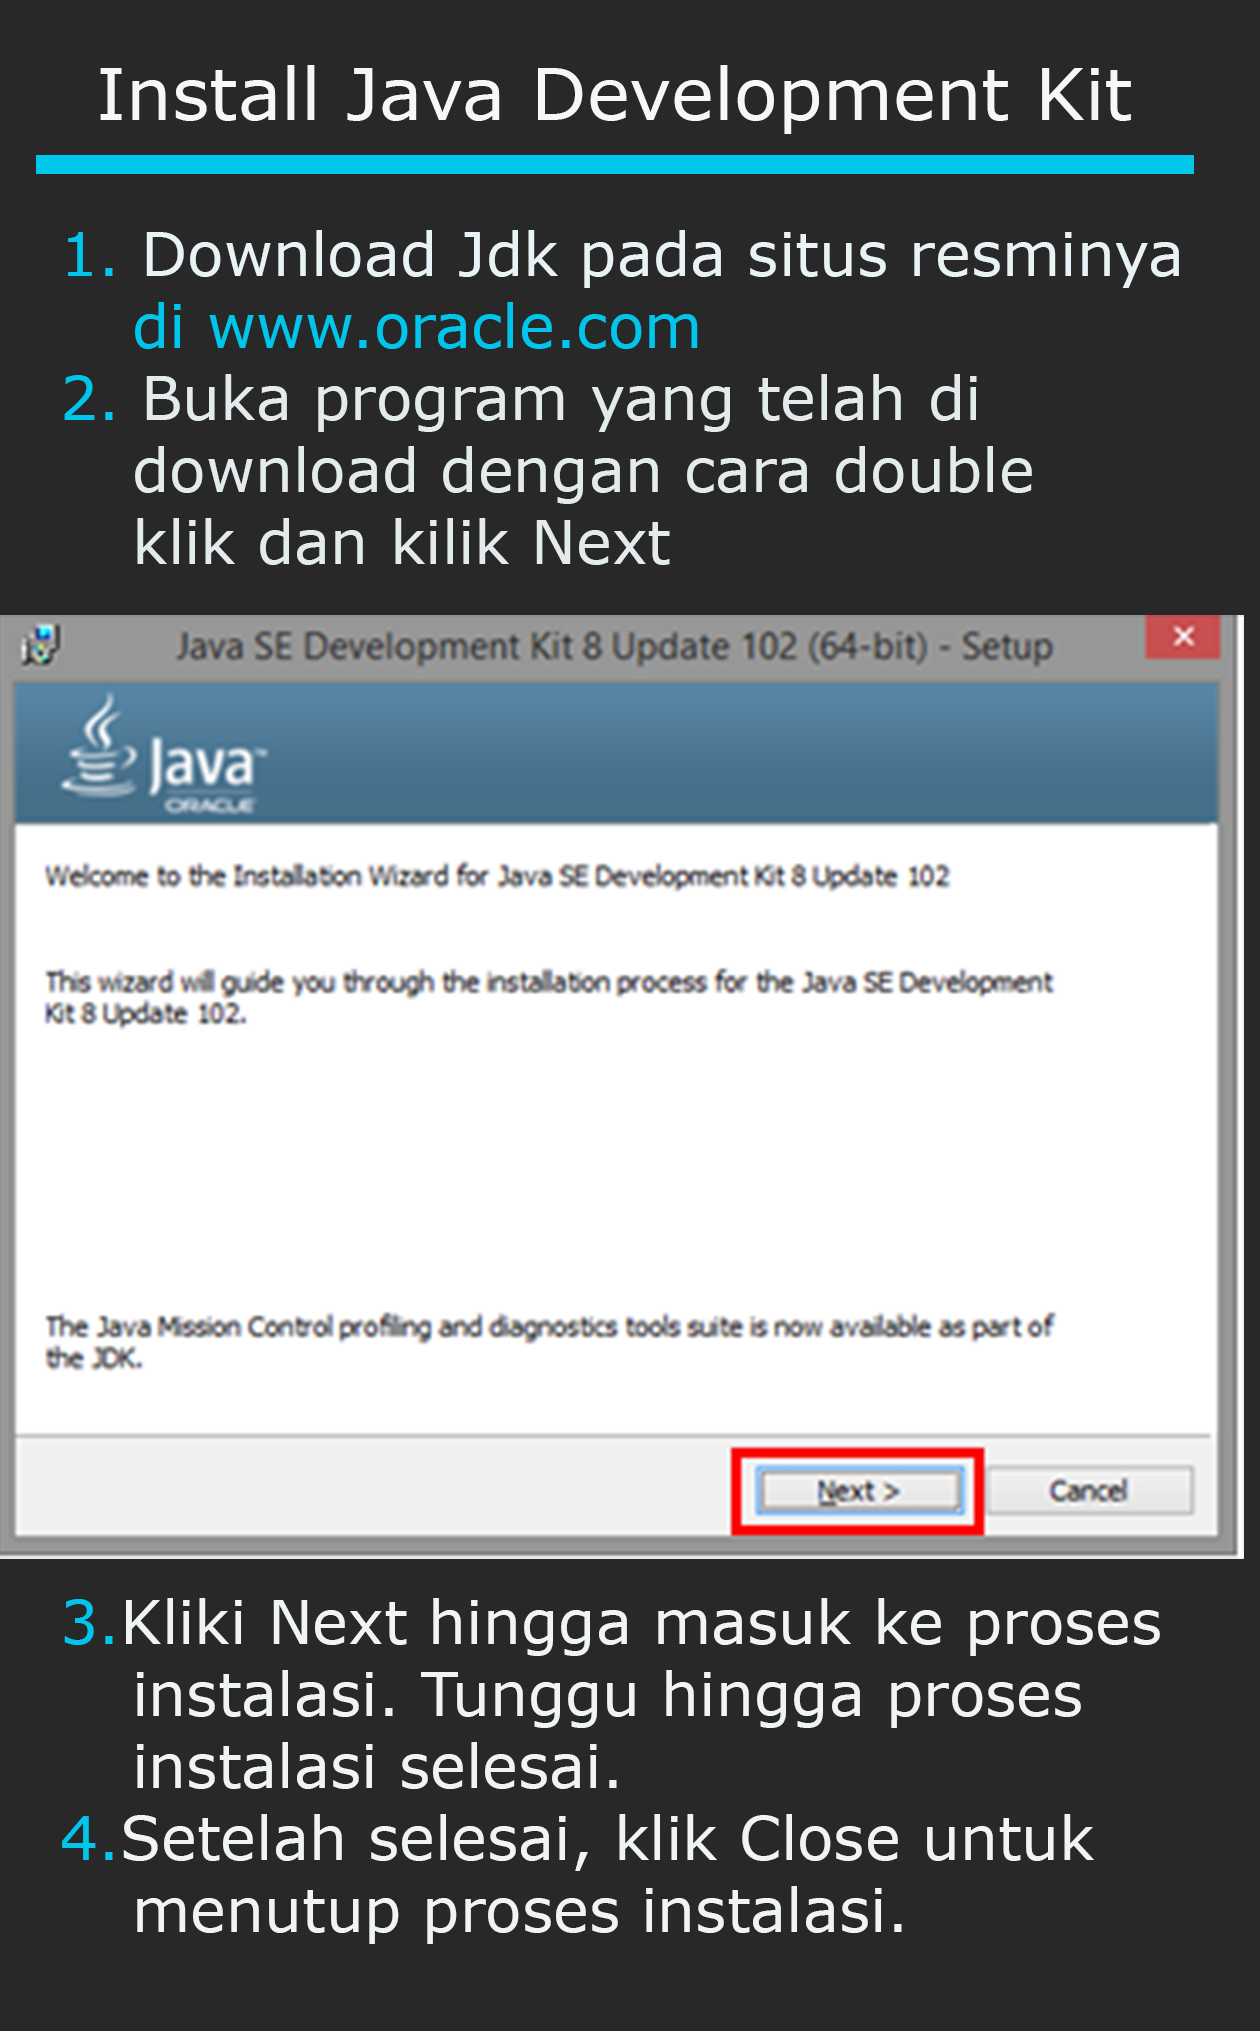 Install Java Development Kit
1. Download Jdk pada situs resminya
di www.oracle.com
2. Buka program yang telah di
download dengan cara double
klik dan kilik Next
Java SE Development Kit 8 Update 102 (64-bit) - Setup
Java™
ORACLE
Welcome to the Installation Wizard for Java SE Development Kit 8 Update 102
This wizard will guide you through the installation process for the Java SE Development
Kit 8 Update 102.
The Java Mission Control profiling and diagnostics tools suite is now available as part of
the JDK.
Next >
Cancel
3.Kliki Next hingga masuk ke proses
instalasi. Tunggu hingga proses
instalasi selesai.
4.Setelah selesai, klik Close untuk
menutup proses instalasi.